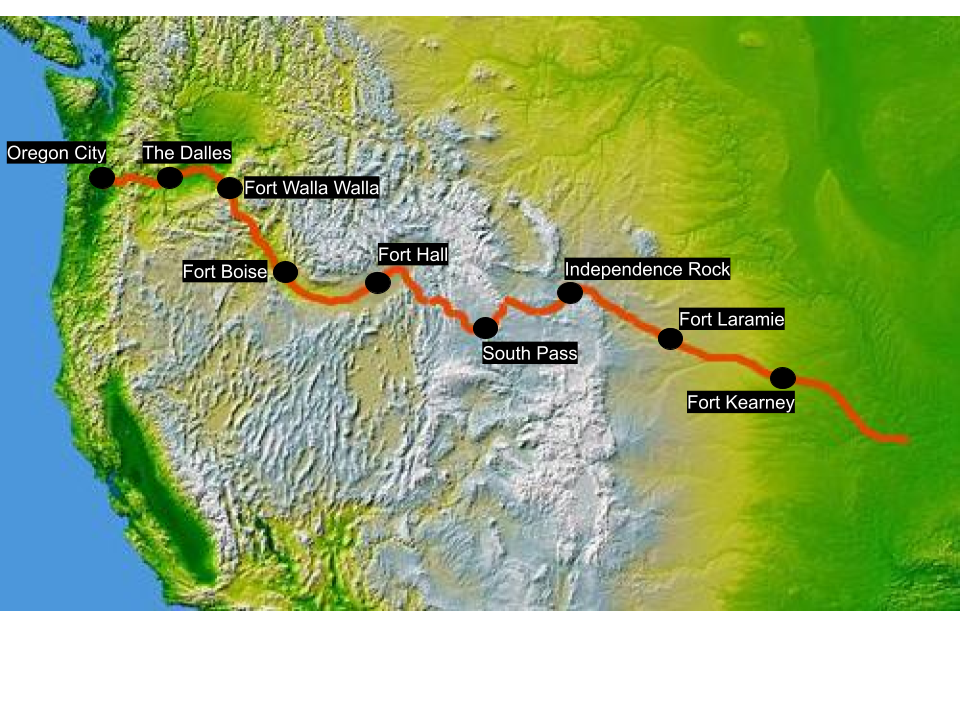 Oregon City
The Dalles
Fort Walla Walla
Fort Boise
Fort Hall
Independence Rock
South Pass
Fort Laramie
Fort Kearney